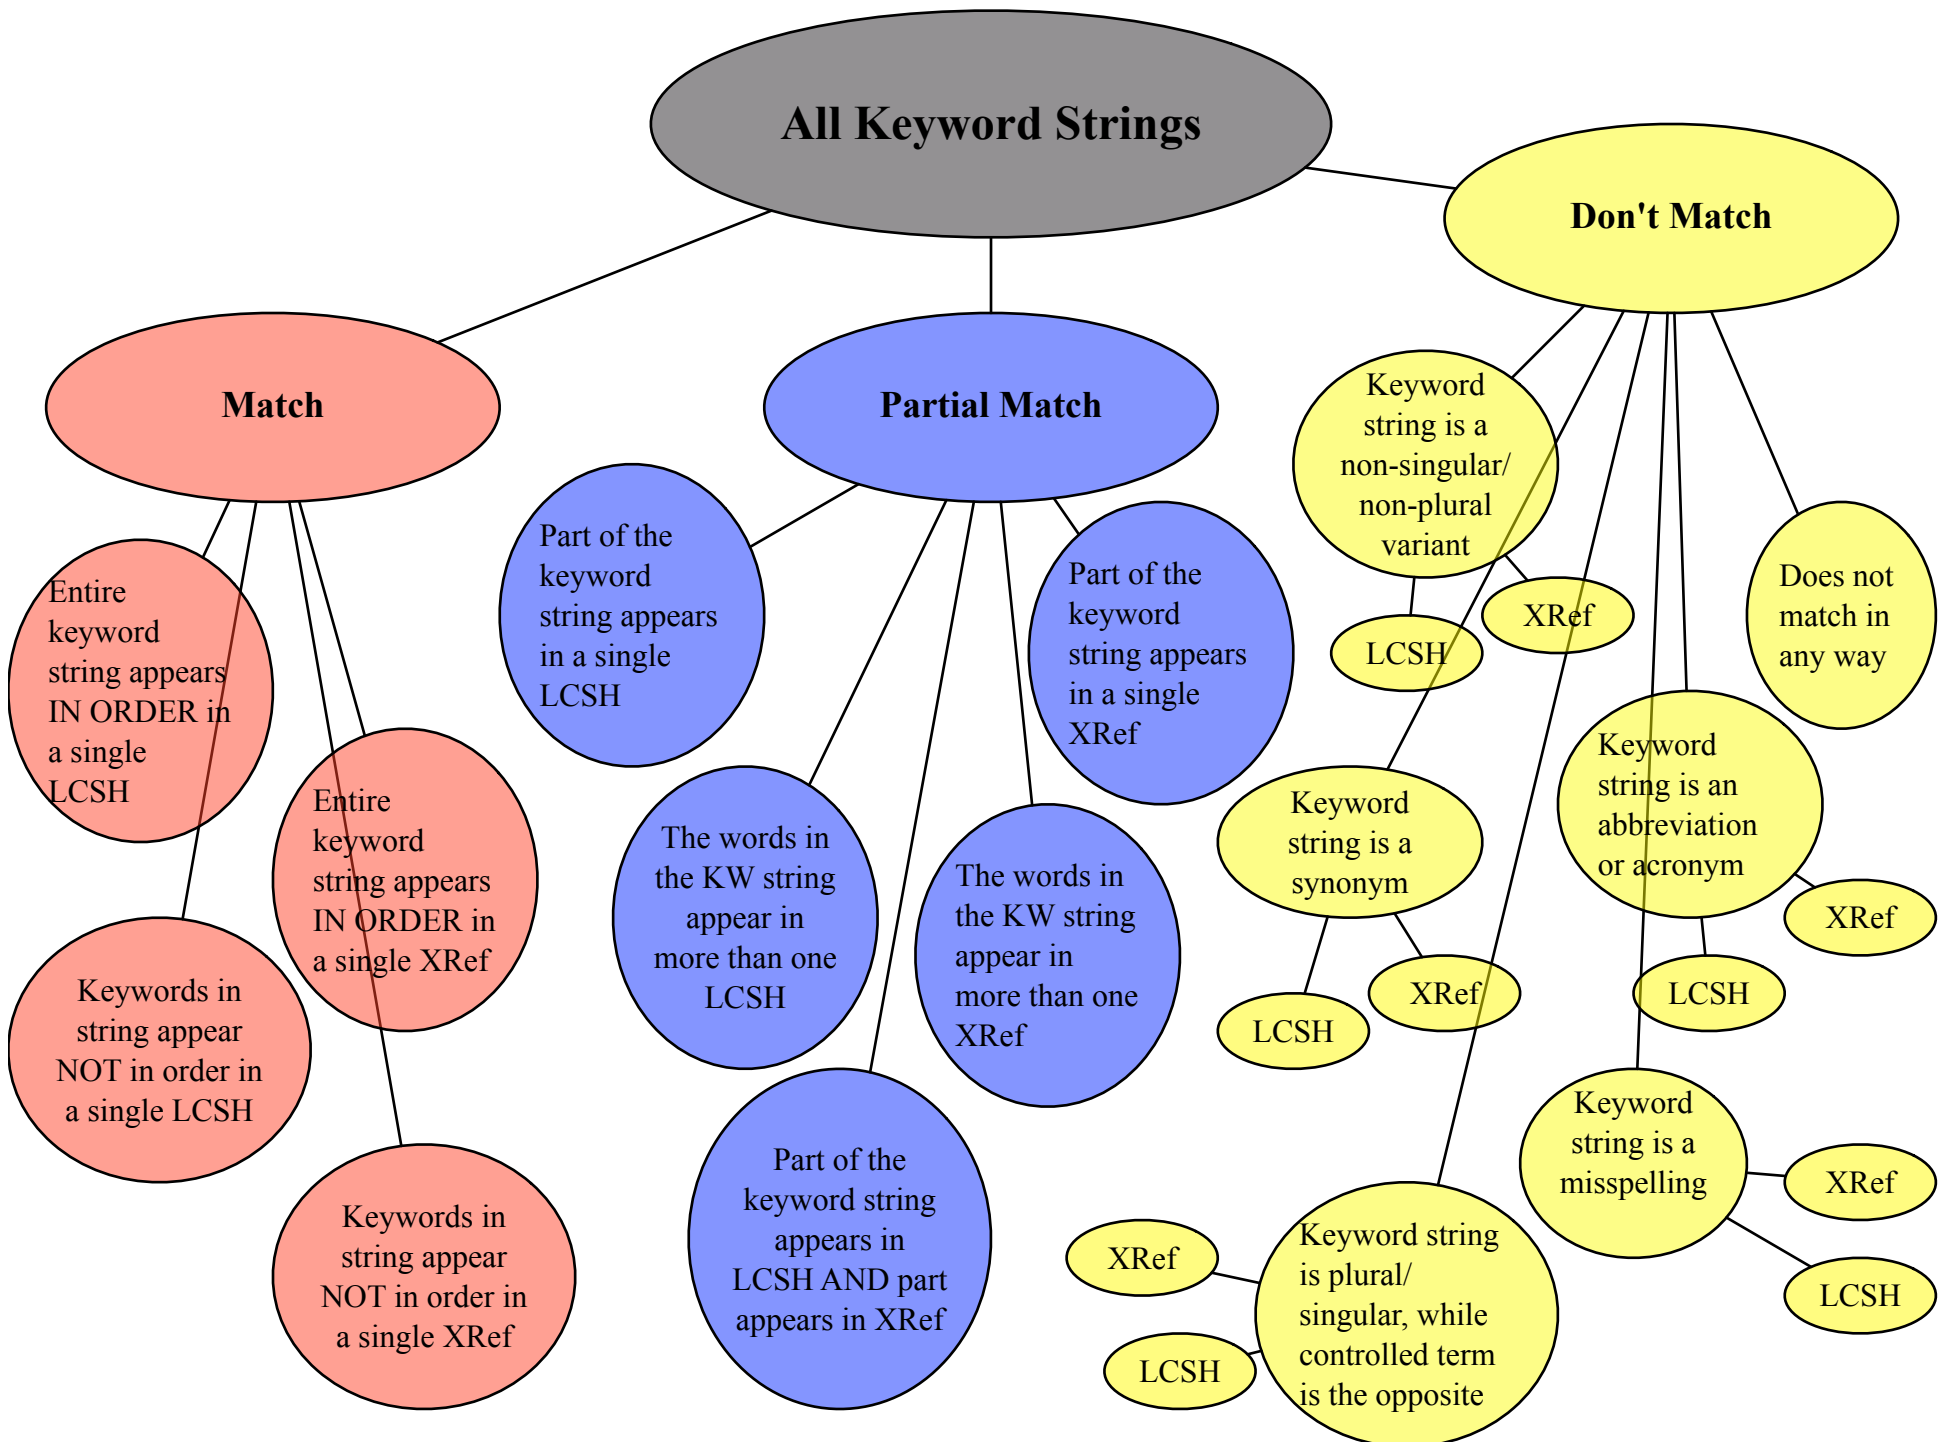 All Keyword Strings
Don't Match
Match
Partial Match
Entire
keyword
string appears
IN ORDER in
a single
LCSH
Entire
keyword
string appears
IN ORDER in
a single XRef
Keywords in
string appear
NOT in order in
a single LCSH
Keywords in
string appear
NOT in order in
a single XRef
Part of the
keyword
string appears
in a single
LCSH
Part of the
keyword
string appears
in a single
XRef
The words in
the KW string
appear in
more than one
LCSH
The words in
the KW string
appear in
more than one
XRef
Part of the
keyword string
appears in
LCSH AND part
appears in XRef
Keyword
string is a
non-singular/
non-plural
variant
LCSH
XRef
Does not
match in
any way
Keyword
string is a
synonym
LCSH
XRef
Keyword
string is an
abbreviation
or acronym
XRef
LCSH
Keyword
string is a
misspelling
XRef
LCSH
Keyword string
is plural/
singular, while
controlled term
is the opposite
XRef
LCSH